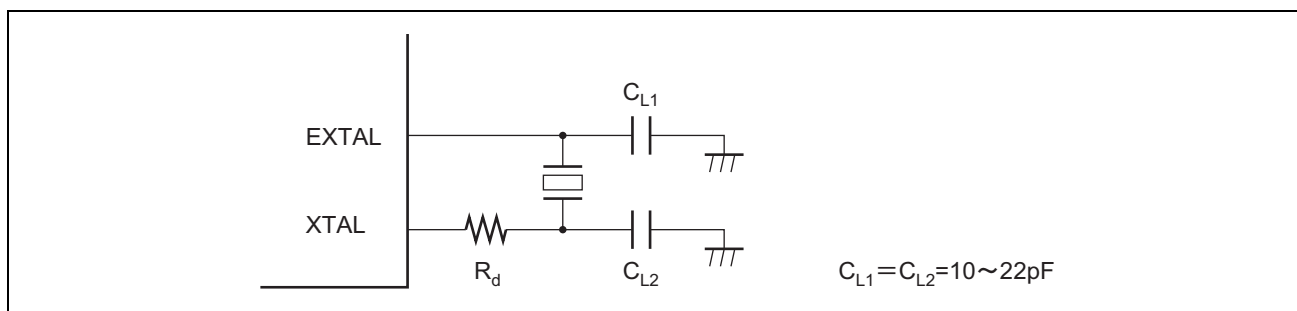 C_L1
EXTAL
XTAL
R_d
C_L2
C_L1＝C_L2=10～22pF